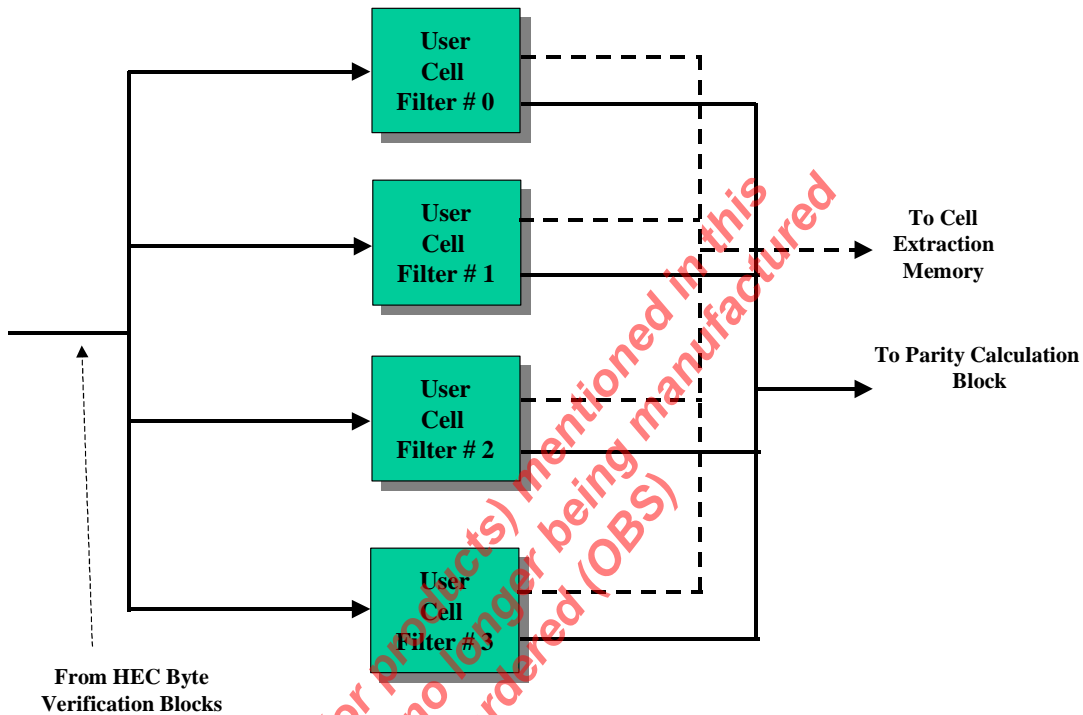 User
Cell
Filter # 0
User
Cell
Filter # 1
To Cell
Extraction
Memory
To Parity Calculation
Block
User
Cell
Filter # 2
User
Cell
Filter # 3
From HEC Byte
Verification Blocks
or products) mentioned in this
no longer being manufactured
rdered (OBS)